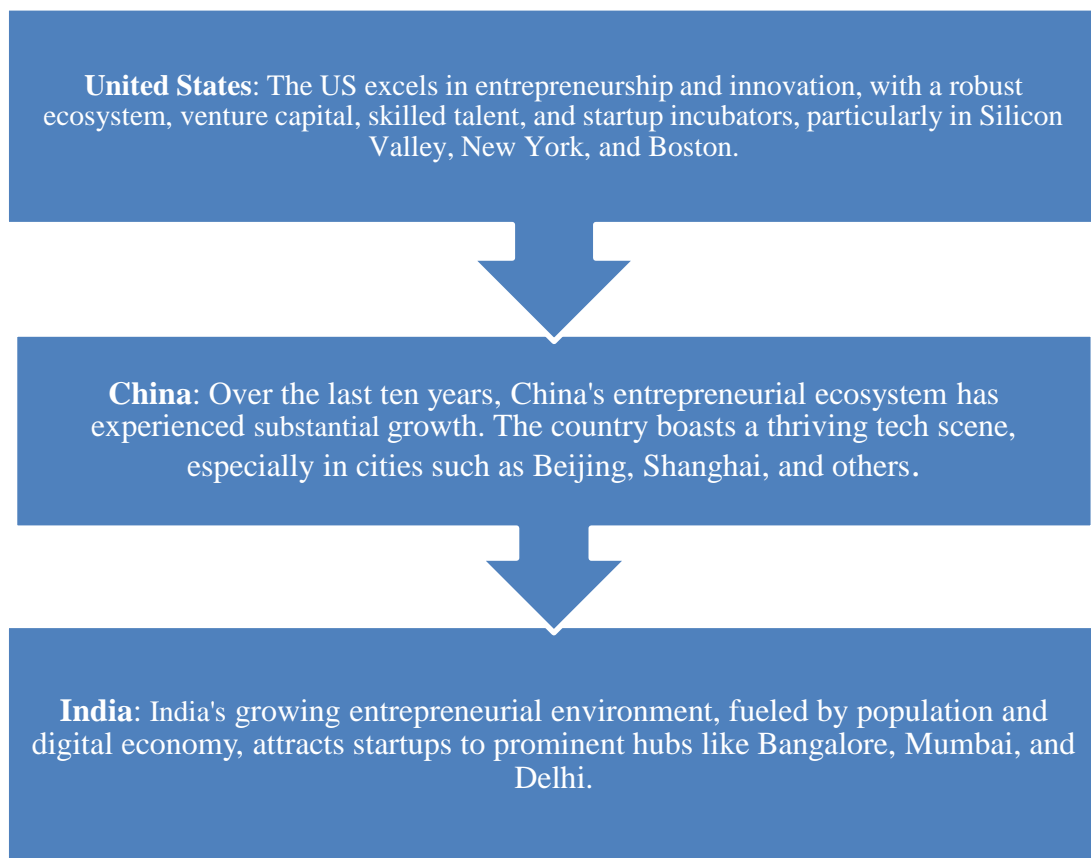 United States: The US excels in entrepreneurship and innovation, with a robust
ecosystem, venture capital, skilled talent, and startup incubators, particularly in Silicon
Valley, New York, and Boston.
China: Over the last ten years, China's entrepreneurial ecosystem has
experienced substantial growth. The country boasts a thriving tech scene,
especially in cities such as Beijing, Shanghai, and others.
India: India's growing entrepreneurial environment, fueled by population and
digital economy, attracts startups to prominent hubs like Bangalore, Mumbai, and
Delhi.